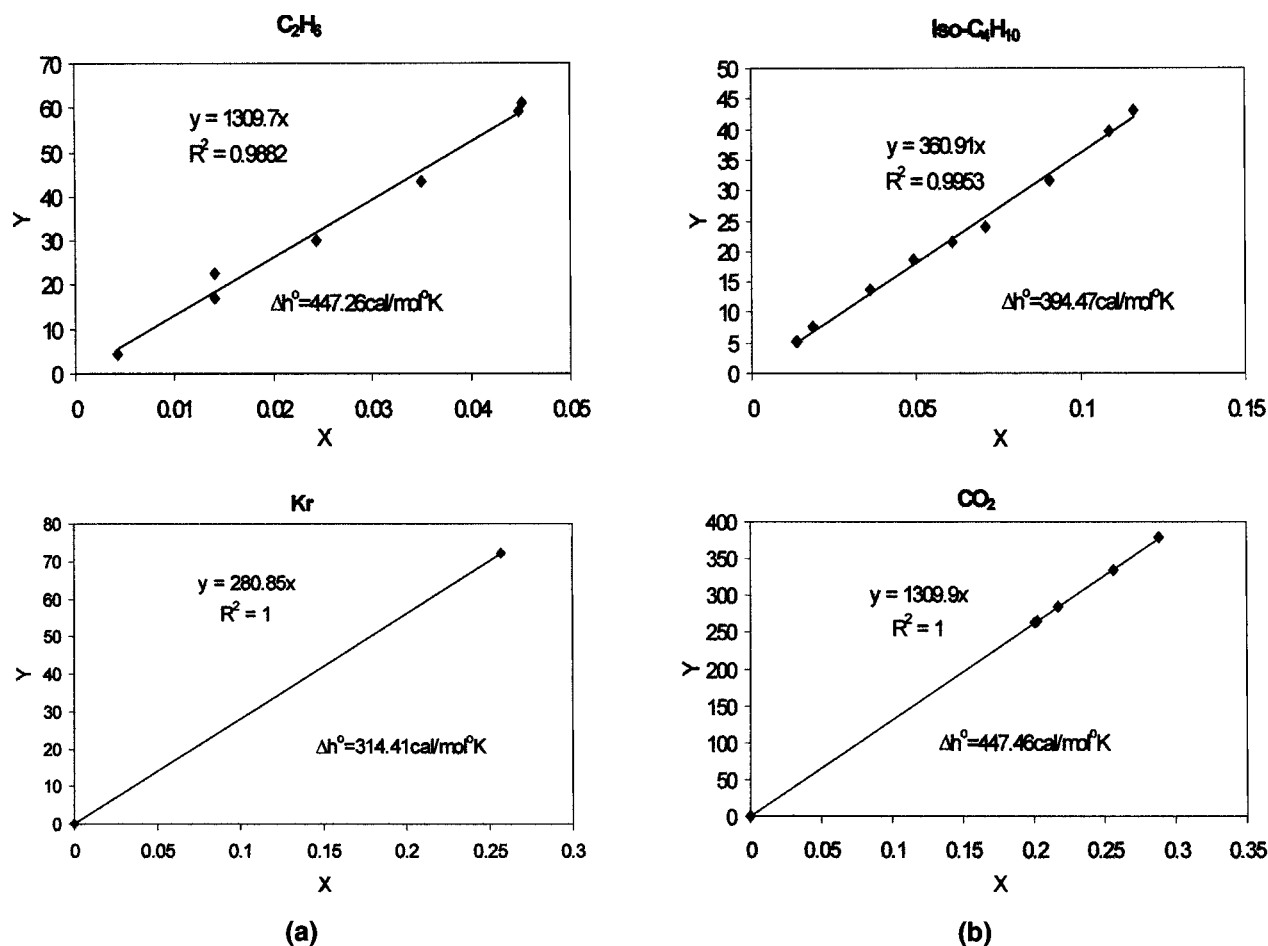 C₂H₆
70
60
50
40
30
20
10
0
Y
y = 1309.7x
R² = 0.9882
Δh°=447.26cal/mol°K
0 0.01 0.02 0.03 0.04 0.05
X
Iso-C₄H₁₀
50
45
40
35
30
25
20
15
10
5
0
Y
y = 360.91x
R² = 0.9953
Δh°=394.47cal/mol°K
0 0.05 0.1 0.15
X
Kr
80
70
60
50
40
30
20
10
0
Y
y = 280.85x
R² = 1
Δh°=314.41cal/mol°K
0 0.05 0.1 0.15 0.2 0.25 0.3
X
(a)
CO₂
400
350
300
250
200
150
100
50
0
Y
y = 1309.9x
R² = 1
Δh°=447.46cal/mol°K
0 0.05 0.1 0.15 0.2 0.25 0.3 0.35
X
(b)